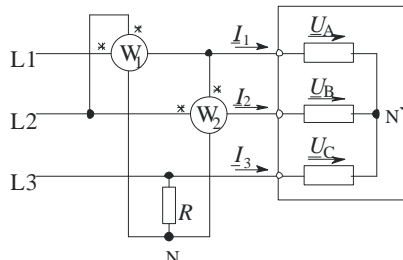 L1 * * W1 I1 UA
L2 * * W2 I2 UB N`
L3 I3 UC
R
N